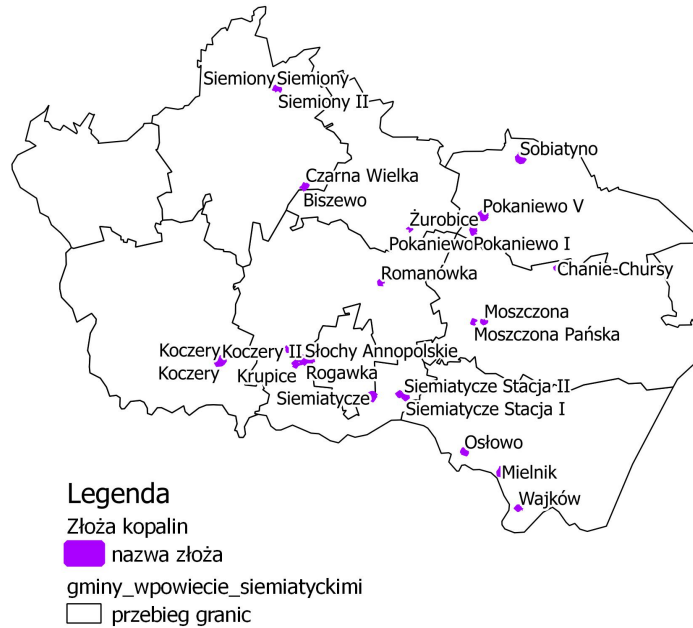 Siemiony Siemiony
Siemiony II
Sobiatyno
Czarna Wielka
Biszewo
Pokaniewo V
Żurobice
Pokaniewo Pokaniewo I
Chanie-Chursy
Romanówka
Moszczona
Moszczona Pańska
Koczery Koczery II Słochy Annopolskie
Koczery Krupice Rogawka
Siemiatycze Siemiatycze Stacja II
Siemiatycze Stacja I
Osłowo
Mielnik
Wajków
Legenda
Złoża kopalin
nazwa złoża
gminy_wpowiecie_siemiatyckimi
przebieg granic